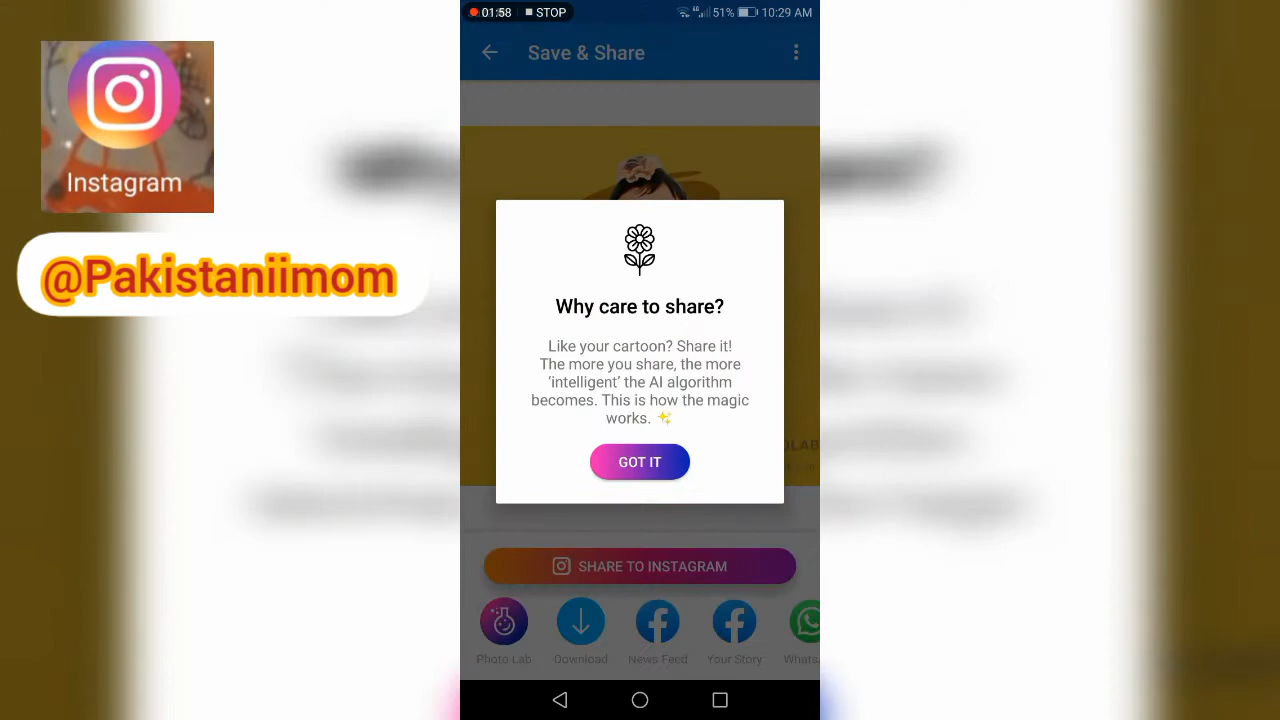 01:58 STOP 51% 10:29 AM
Save & Share
Instagram
@Pakistaniimom
Why care to share?
Like your cartoon? Share it!
The more you share, the more
‘intelligent’ the AI algorithm
becomes. This is how the magic
works. ✨
GOT IT
SHARE TO INSTAGRAM
Photo Lab Download News Feed Your Story Whats